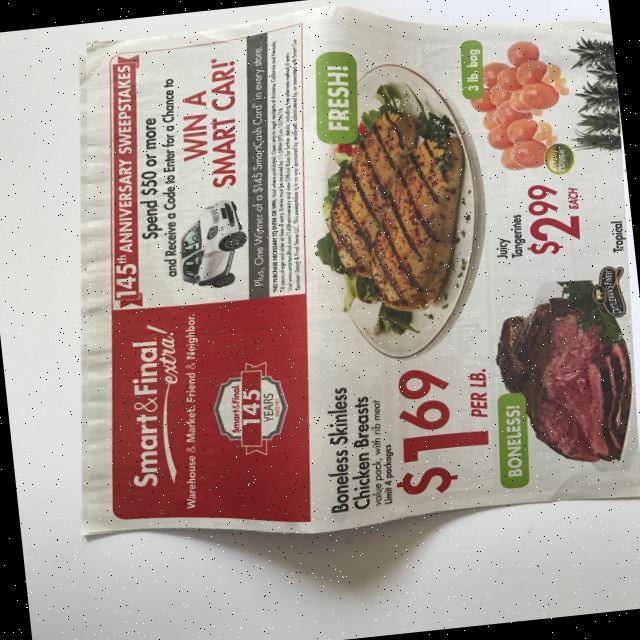 Smart&Final.
extra!
Warehouse & Market. Friend & Neighbor.
Smart&Final
145
YEARS
145th ANNIVERSARY SWEEPSTAKES
Spend $50 or more
and Receive a Code to Enter for a Chance to
WIN A
SMART CAR!*
Plus, One Winner of a $145 SmartCash Card* in every store.
FRESH!
Boneless Skinless
Chicken Breasts
value pack, with rib meat
Limit 4 packages
$1.69
PER LB.
3 lb. bag
Juicy
Tangerines
$2.99
EACH
BONELESS!
Tropical